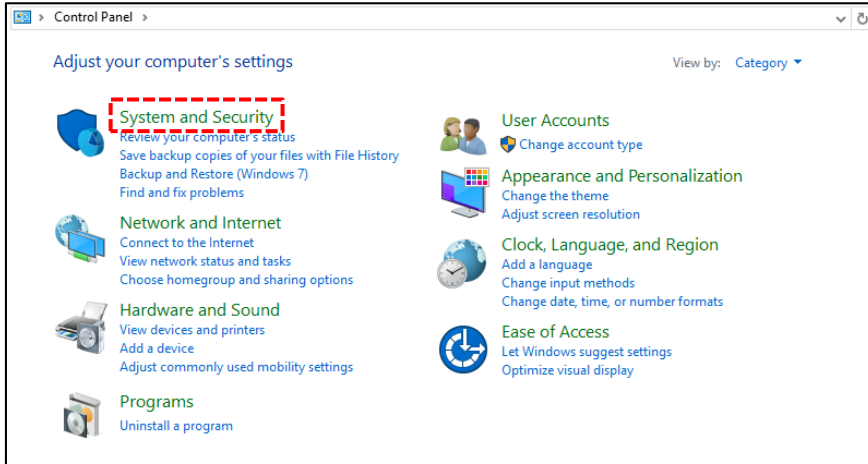 Control Panel
Adjust your computer's settings
View by: Category
System and Security
Review your computer's status
Save backup copies of your files with File History
Backup and Restore (Windows 7)
Find and fix problems
Network and Internet
Connect to the Internet
View network status and tasks
Choose homegroup and sharing options
Hardware and Sound
View devices and printers
Add a device
Adjust commonly used mobility settings
Programs
Uninstall a program
User Accounts
Change account type
Appearance and Personalization
Change the theme
Adjust screen resolution
Clock, Language, and Region
Add a language
Change input methods
Change date, time, or number formats
Ease of Access
Let Windows suggest settings
Optimize visual display